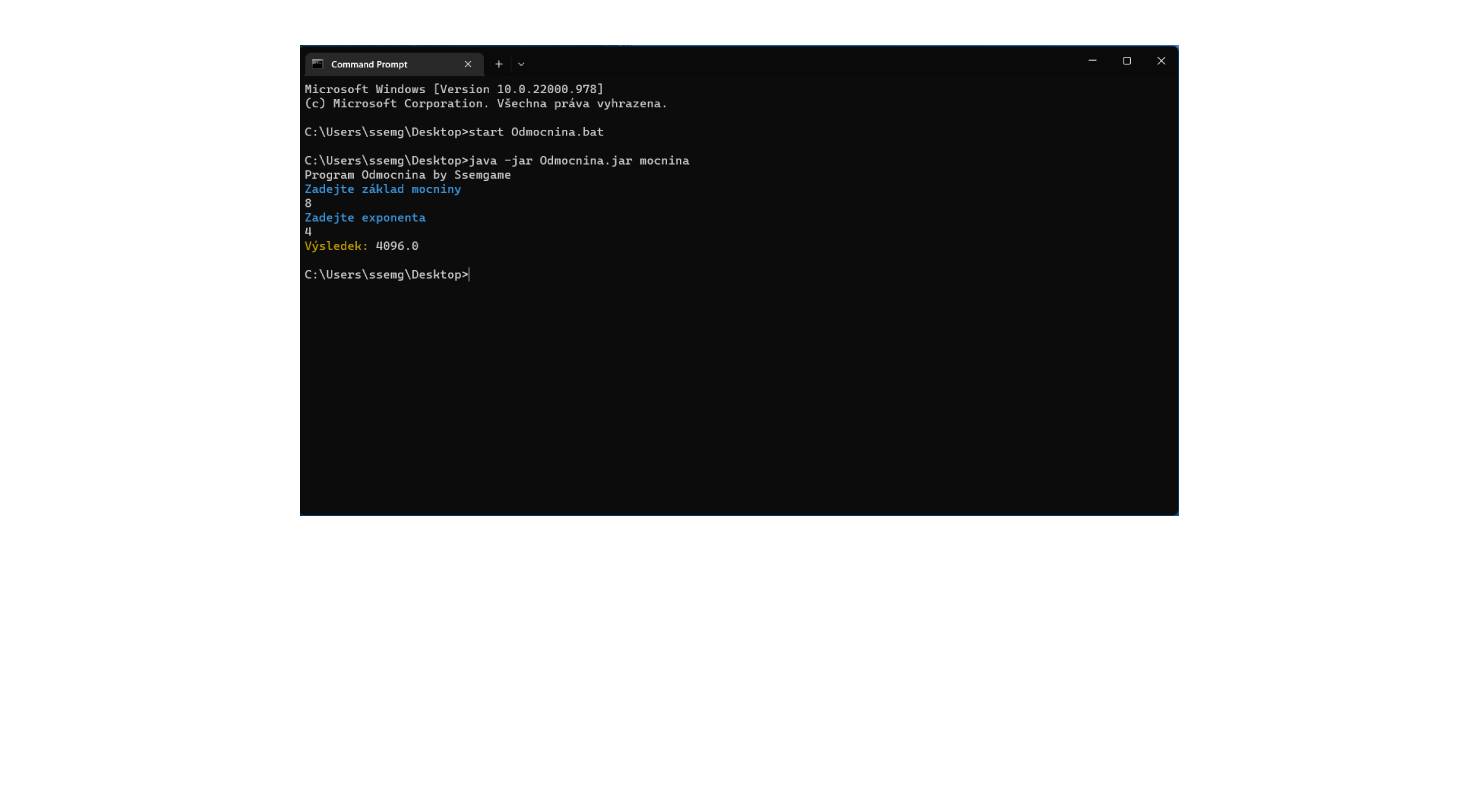 Command Prompt
Microsoft Windows [Version 10.0.22000.978]
(c) Microsoft Corporation. Všechna práva vyhrazena.
C:\Users\ssemg\Desktop>start Odmocnina.bat
C:\Users\ssemg\Desktop>java -jar Odmocnina.jar mocnina
Program Odmocnina by Ssemgame
Zadejte základ mocniny
8
Zadejte exponenta
4
Výsledek: 4096.0
C:\Users\ssemg\Desktop>